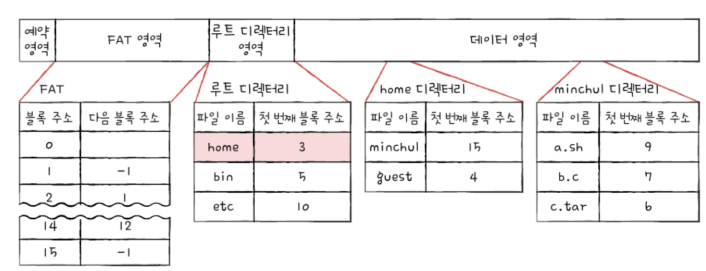 예약 영역
FAT 영역
루트 디렉터리 영역
데이터 영역
FAT
블록 주소 다음 블록 주소
0
1 -1
2 1
14 12
15 -1
루트 디렉터리
파일 이름 첫 번째 블록 주소
home 3
bin 5
etc 10
home 디렉터리
파일 이름 첫 번째 블록 주소
minchul 15
guest 4
minchul 디렉터리
파일 이름 첫 번째 블록 주소
a.sh 9
b.c 7
c.tar 6